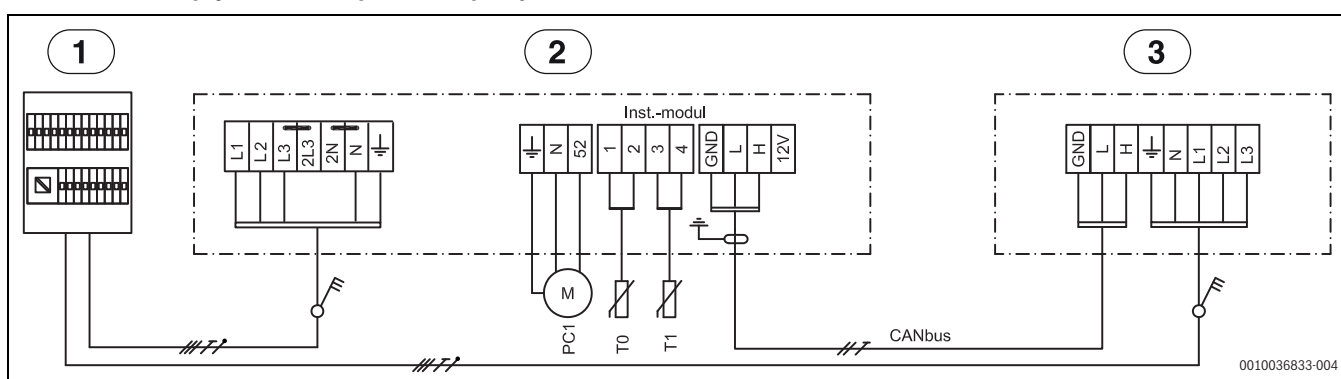 1
2
3
Inst.-modul
L1 L2 L3 2L3 2N N
N 52
1 2 3 4
GND L H 12V
GND L H N L1 L2 L3
M
PC1
T0
T1
CANbus
0010036833-004